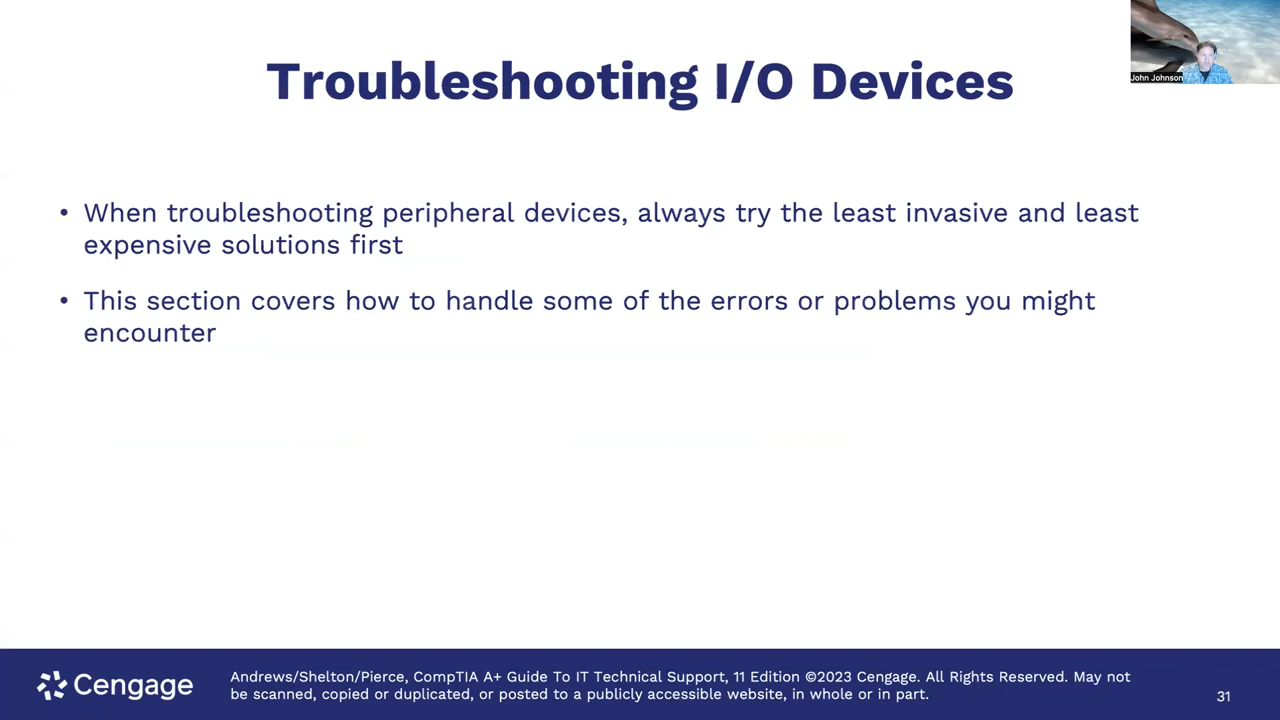 Troubleshooting I/O Devices
John Johnson
• When troubleshooting peripheral devices, always try the least invasive and least
expensive solutions first
• This section covers how to handle some of the errors or problems you might
encounter
Cengage
Andrews/Shelton/Pierce, CompTIA A+ Guide To IT Technical Support, 11 Edition ©2023 Cengage. All Rights Reserved. May not
be scanned, copied or duplicated, or posted to a publicly accessible website, in whole or in part.
31